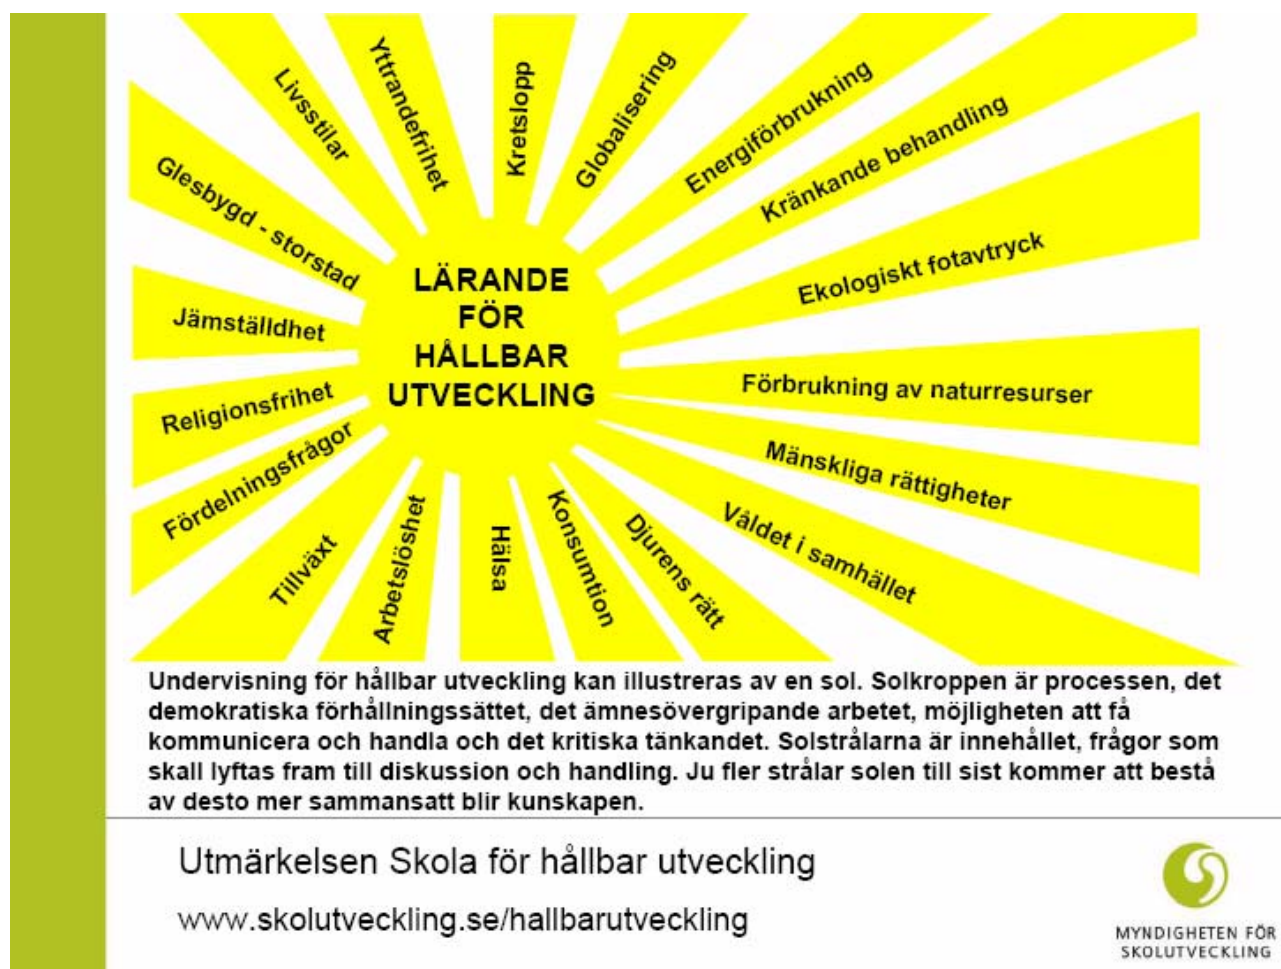 Livsstilar
Yttrandefrihet
Kretslopp
Globalisering
Energiförbrukning
Kränkande behandling
Ekologiskt fotavtryck
Förbrukning av naturresurser
Mänskliga rättigheter
Våldet i samhället
Djurens rätt
Konsumtion
Hälsa
Arbetslöshet
Tillväxt
Fördelningsfrågor
Religionsfrihet
Jämställdhet
Glesbygd - storstad
LÄRANDE
FÖR
HÅLLBAR
UTVECKLING
Undervisning för hållbar utveckling kan illustreras av en sol. Solkroppen är processen, det
demokratiska förhållningssättet, det ämnesövergripande arbetet, möjligheten att få
kommunicera och handla och det kritiska tänkandet. Solstrålarna är innehållet, frågor som
skall lyftas fram till diskussion och handling. Ju fler strålar solen till sist kommer att bestå
av desto mer sammansatt blir kunskapen.
Utmärkelsen Skola för hållbar utveckling
www.skolutveckling.se/hallbarutveckling
MYNDIGHETEN FÖR
SKOLUTVECKLING